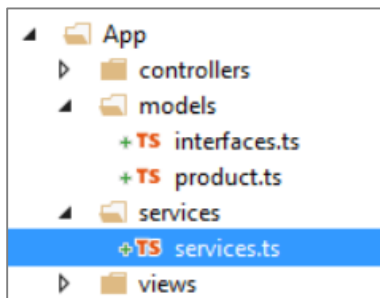 App
controllers
models
+TS interfaces.ts
+TS product.ts
services
+TS services.ts
views